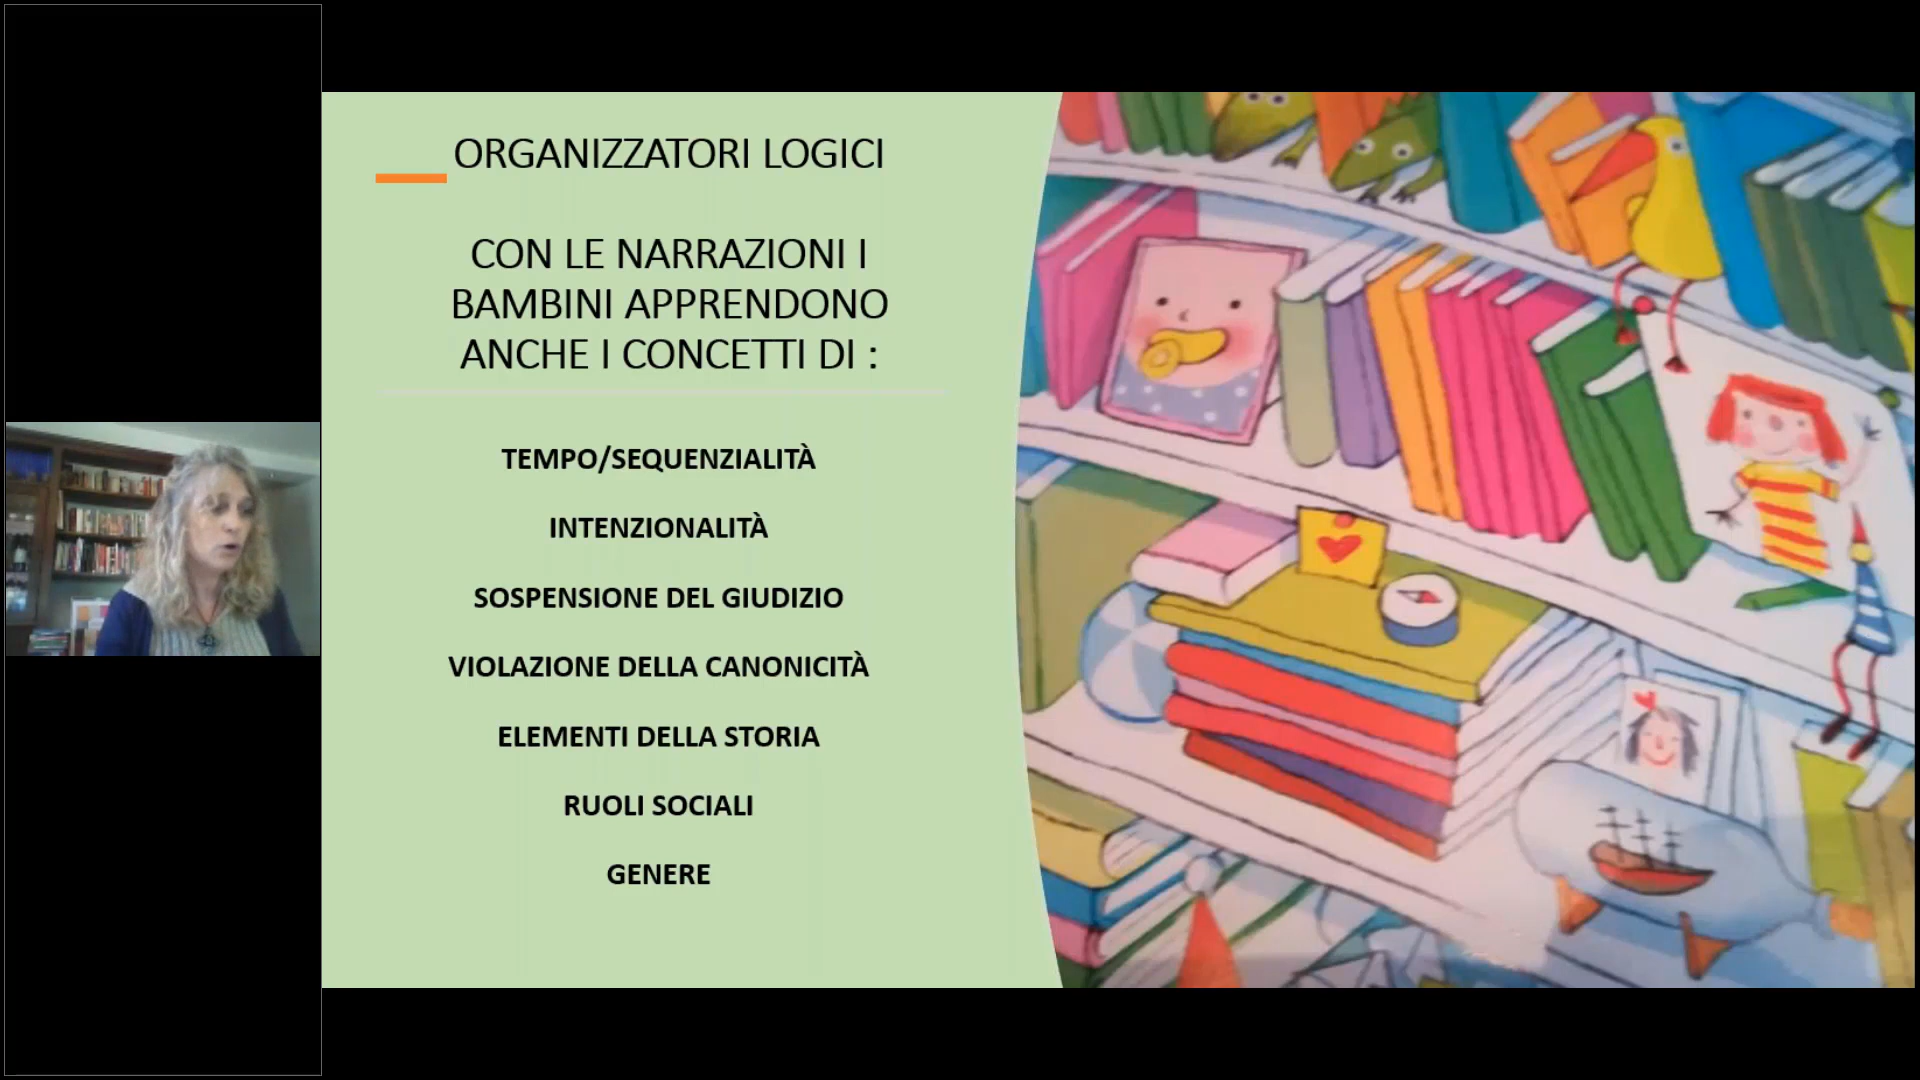 ORGANIZZATORI LOGICI
CON LE NARRAZIONI I
BAMBINI APPRENDONO
ANCHE I CONCETTI DI :
TEMPO/SEQUENZIALITÀ
INTENZIONALITÀ
SOSPENSIONE DEL GIUDIZIO
VIOLAZIONE DELLA CANONICITÀ
ELEMENTI DELLA STORIA
RUOLI SOCIALI
GENERE